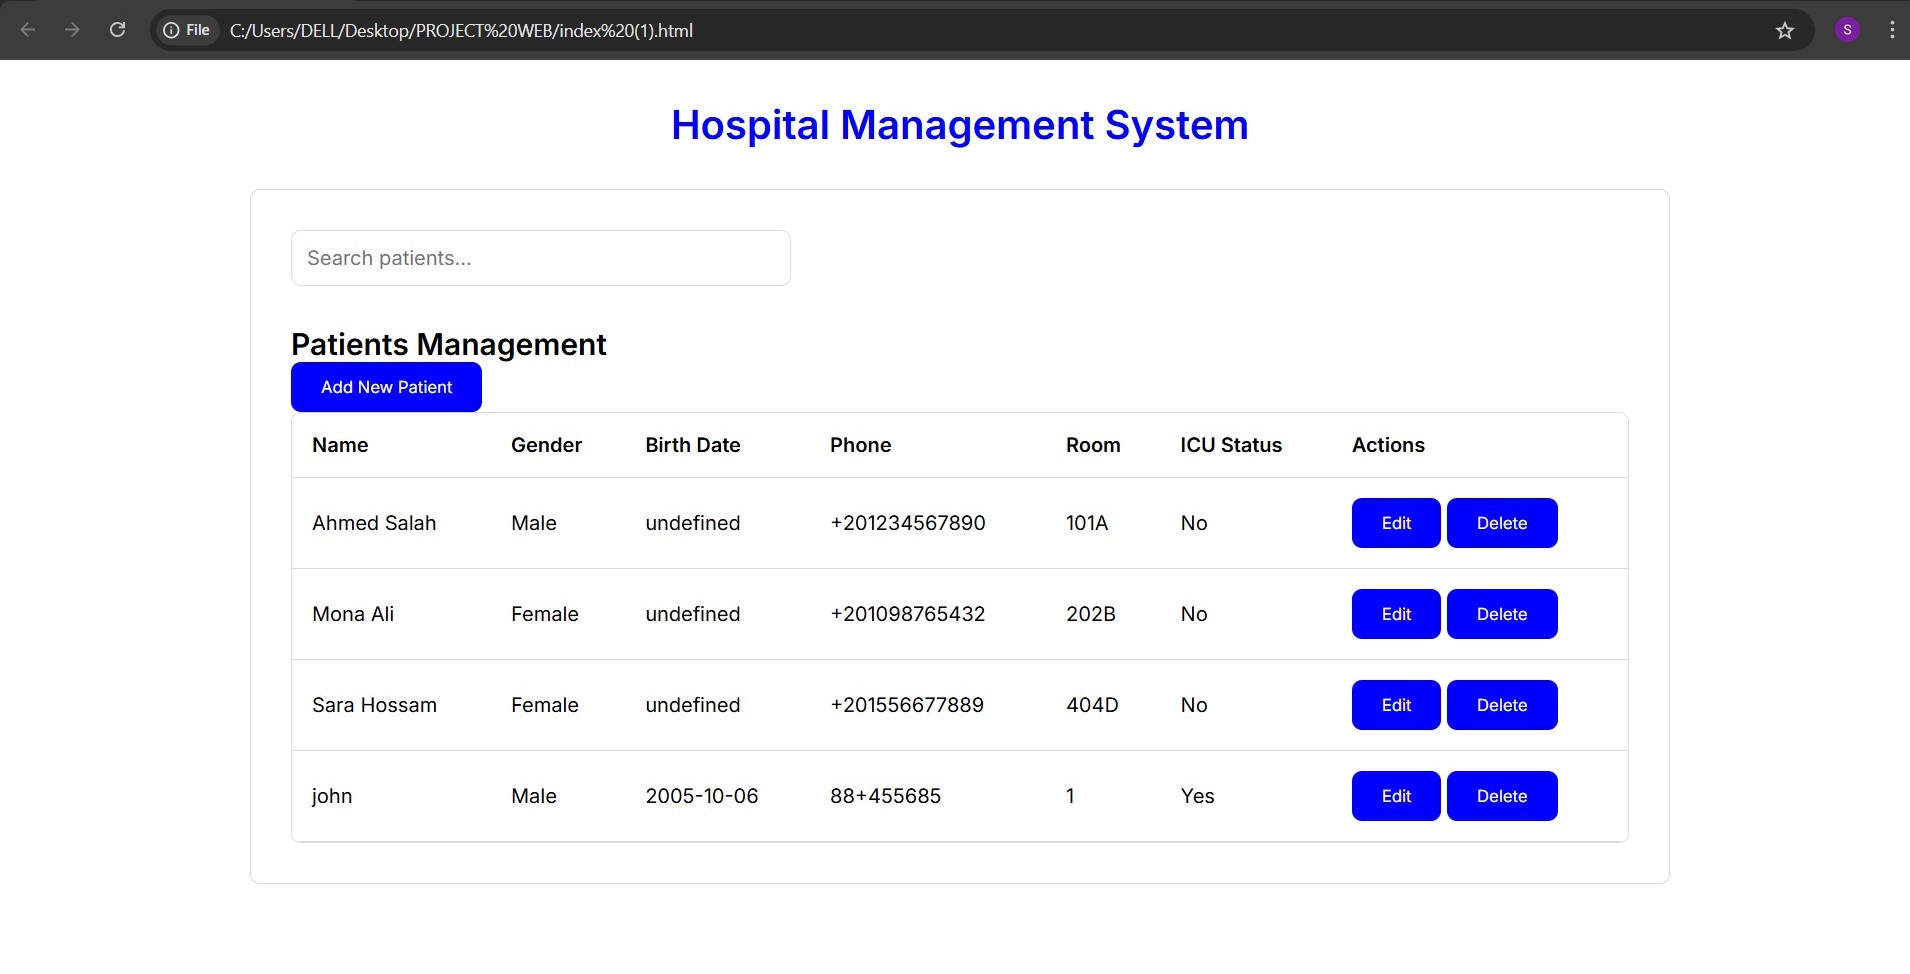 File C:/Users/DELL/Desktop/PROJECT%20WEB/index%20(1).html S
Hospital Management System
Search patients...
Patients Management
Add New Patient
Name Gender Birth Date Phone Room ICU Status Actions
Ahmed Salah Male undefined +201234567890 101A No Edit Delete
Mona Ali Female undefined +201098765432 202B No Edit Delete
Sara Hossam Female undefined +201556677889 404D No Edit Delete
john Male 2005-10-06 88+455685 1 Yes Edit Delete